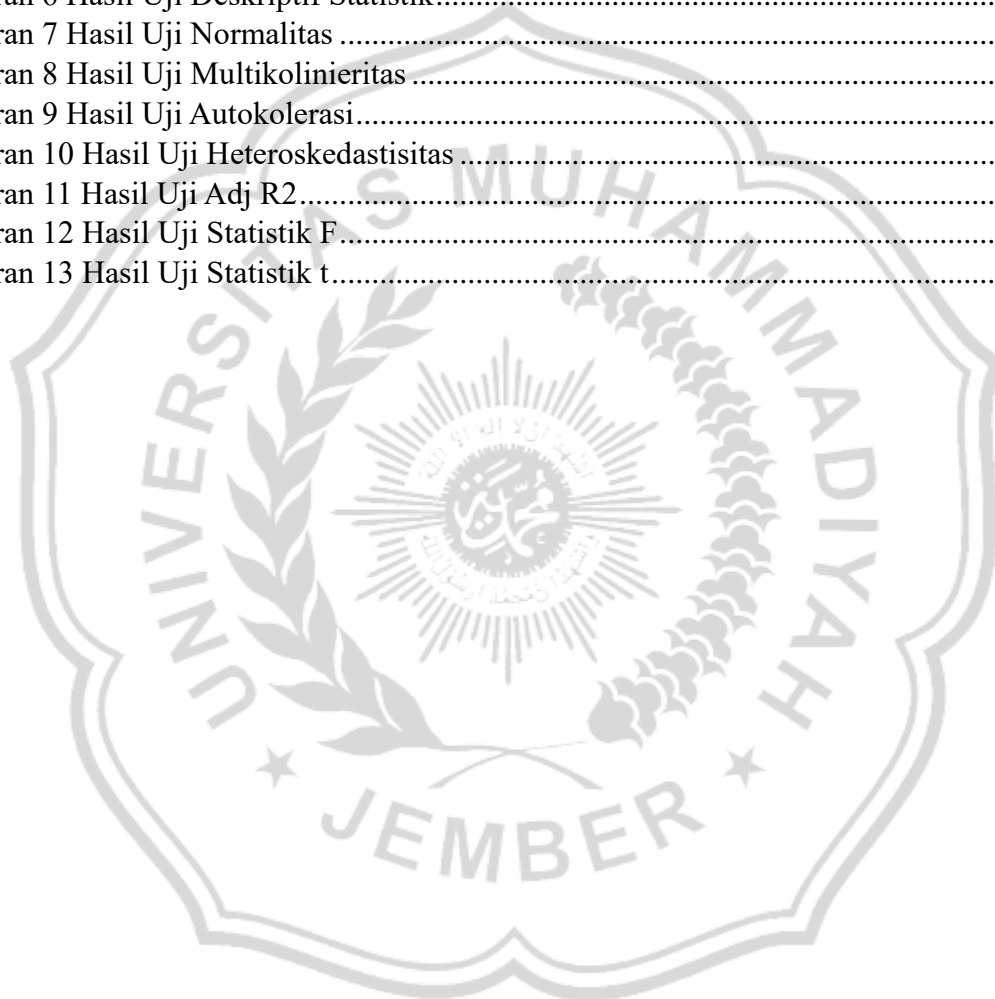 ran 6 Hasil Uji Deskriptif Statistik....................
ran 7 Hasil Uji Normalitas ....................
ran 8 Hasil Uji Multikolinieritas ....................
ran 9 Hasil Uji Autokolerasi....................
ran 10 Hasil Uji Heteroskedastisitas ....................
ran 11 Hasil Uji Adj R2....................
ran 12 Hasil Uji Statistik F....................
ran 13 Hasil Uji Statistik t....................
UNIVERSITAS MUHAMMADIYAH
JEMBER